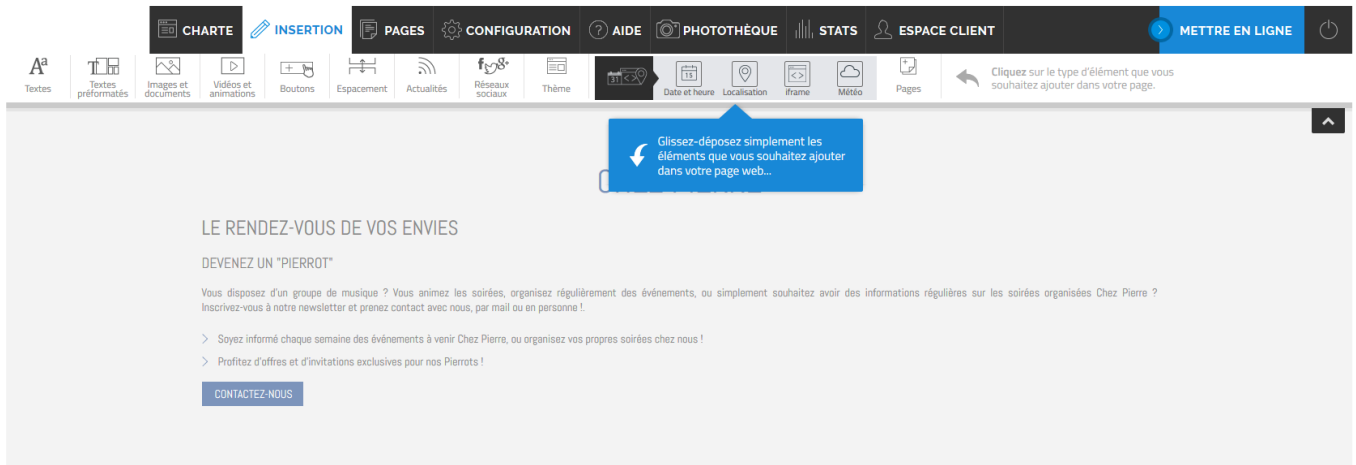 CHARTE INSERTION PAGES CONFIGURATION ? AIDE PHOTOTHÈQUE STATS ESPACE CLIENT METTRE EN LIGNE
Aa
Textes
T
Textes
préformatés
Images et
documents
Vidéos et
animations
Boutons
Espacement
Actualités
f g+
Réseaux
sociaux
Thème
31
15
Date et heure
Localisation
iframe
Météo
Pages
Cliquez sur le type d'élément que vous
souhaitez ajouter dans votre page.
Glissez-déposez simplement les
éléments que vous souhaitez ajouter
dans votre page web...
LE RENDEZ-VOUS DE VOS ENVIES
DEVENEZ UN "PIERROT"
Vous disposez d'un groupe de musique ? Vous animez les soirées, organisez régulièrement des événements, ou simplement souhaitez avoir des informations régulières sur les soirées organisées Chez Pierre ?
Inscrivez-vous à notre newsletter et prenez contact avec nous, par mail ou en personne !.
Soyez informé chaque semaine des événements à venir Chez Pierre, ou organisez vos propres soirées chez nous !
Profitez d'offres et d'invitations exclusives pour nos Pierrots !
CONTACTEZ-NOUS